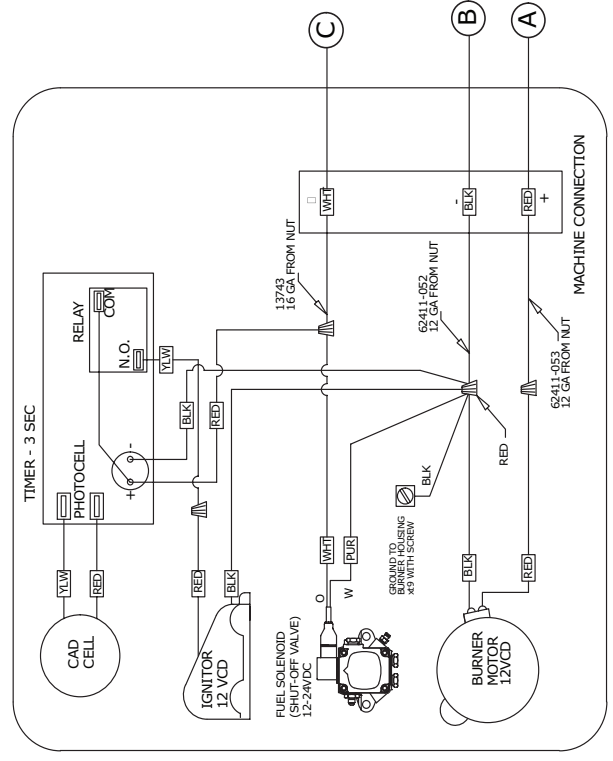 TIMER - 3 SEC
RELAY
COM
N.O.
PHOTOCELL
+
-
YLW
RED
CAD
CELL
YLW
BLK
RED
RED
BLK
IGNITOR
12 VCD
FUEL SOLENOID
(SHUT-OFF VALVE)
12-24VDC
O
W
WHT
PUR
13743
16 GA FROM NUT
WHT
C
GROUND TO
BURNER HOUSING
xt9 WITH SCREW
BLK
RED
62411-052
12 GA FROM NUT
-
BLK
B
BLK
RED
BURNER
MOTOR
12VCD
62411-053
12 GA FROM NUT
RED
+
A
MACHINE CONNECTION